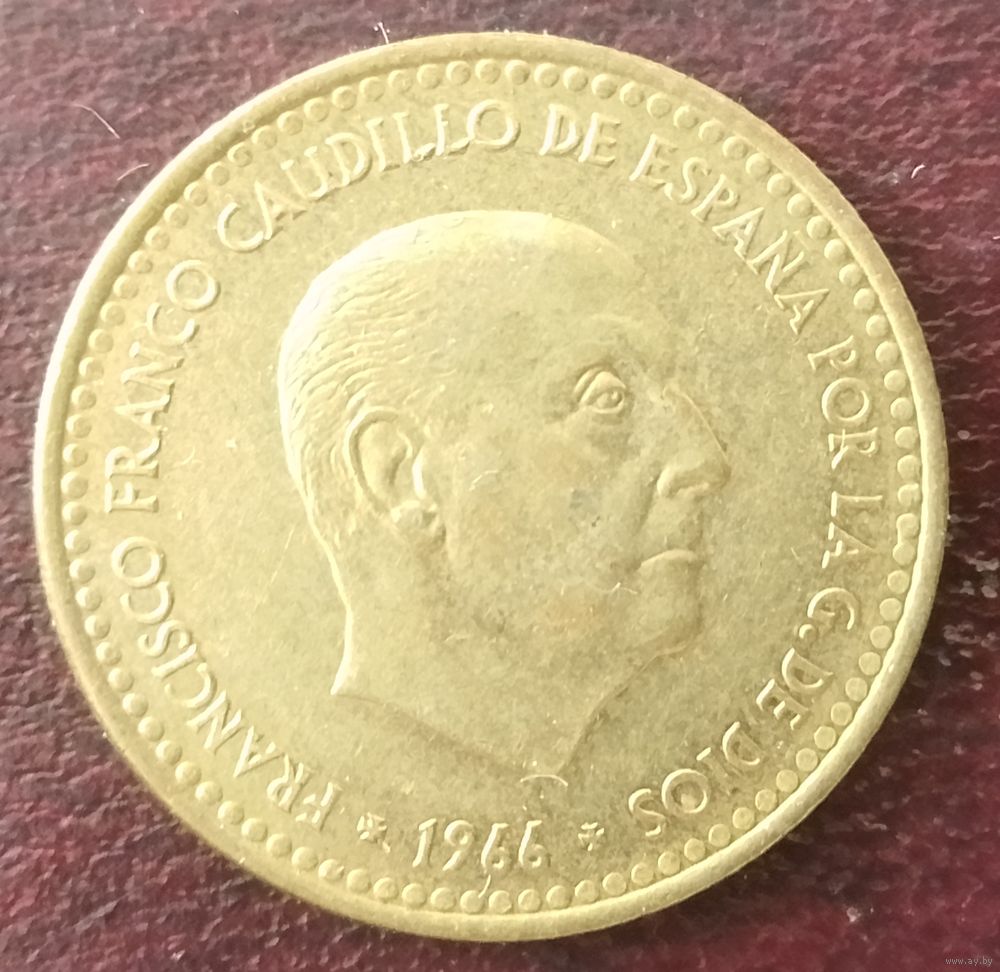 FRANCISCO FRANCO CAUDILLO DE ESPAÑA POR LA G. DE DIOS
1966
www.ay.by